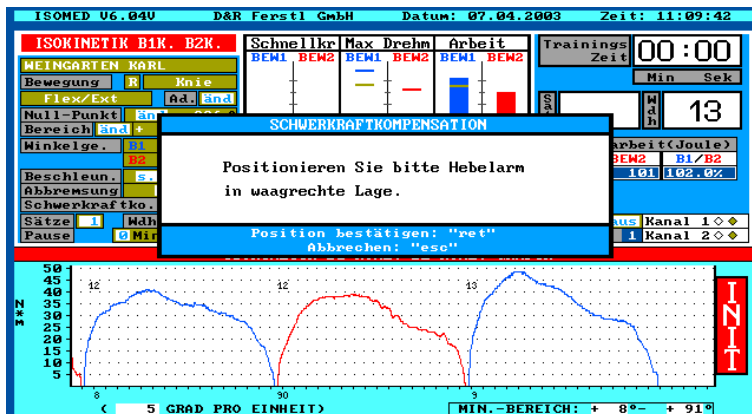 ISOMED V6.04V D&R Ferstl GmbH Datum: 07.04.2003 Zeit: 11:09:42
ISOKINETIK B1K. B2K.
WEINGARTEN KARL
Bewegung R Knie
Flex/Ext Ad. änd
Null-Punkt
Bereich änd +
Winkelge. B1
B2
Beschleun. s.
Abbremsung
Schwerkraftko.
Sätze 1 Wdh
Pause 0 Min
Schnellkr Max Drehm Arbeit
BEW1 BEW2 BEW1 BEW2 BEW1 BEW2
Trainings
Zeit
00:00
Min Sek
Wdh
13
BEW2 B1/B2
101 102.0%
Kanal 1
1 Kanal 2
SCHWERKRAFTKOMPENSATION
Positionieren Sie bitte Hebelarm
in waagrechte Lage.
Position bestätigen: "ret"
Abbrechen: "esc"
50
45
40
35
30
25
20
15
10
5
N*m
12 12 13
8 90 9
INIT
( 5 GRAD PRO EINHEIT) MIN.-BEREICH: + 8°- + 91°